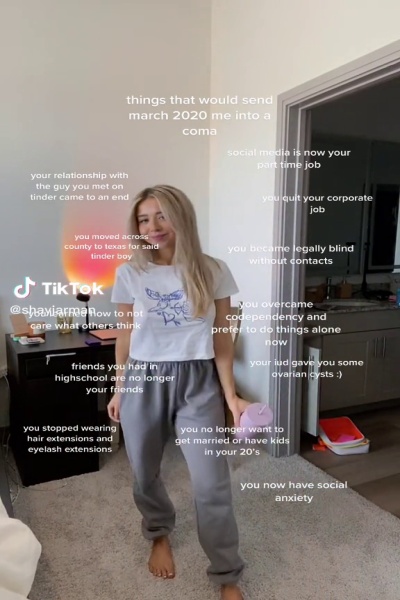 things that would send
march 2020 me into a
coma
social media is now your
part time job
your relationship with
the guy you met on
tinder came to an end
you quit your corporate
job
you moved across
county to texas for said
tinder boy
you became legally blind
without contacts
TikTok
you learned how to not
care what others think
you overcame
codependency and
prefer to do things alone
now
friends you had in
highschool are no longer
your friends
your iud gave you some
ovarian cysts :)
you stopped wearing
hair extensions and
eyelash extensions
you no longer want to
get married or have kids
in your 20's
you now have social
anxiety